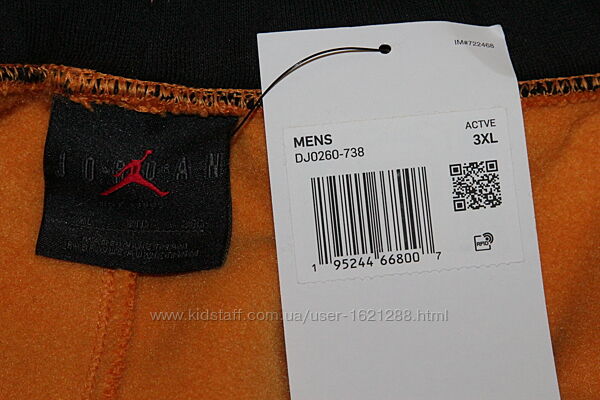 IM#722468
MENS
DJ0260-738
ACTVE
3XL
1 95244 66800 7
RFID
JORDAN
www.kidstaff.com.ua/user-1621288.html